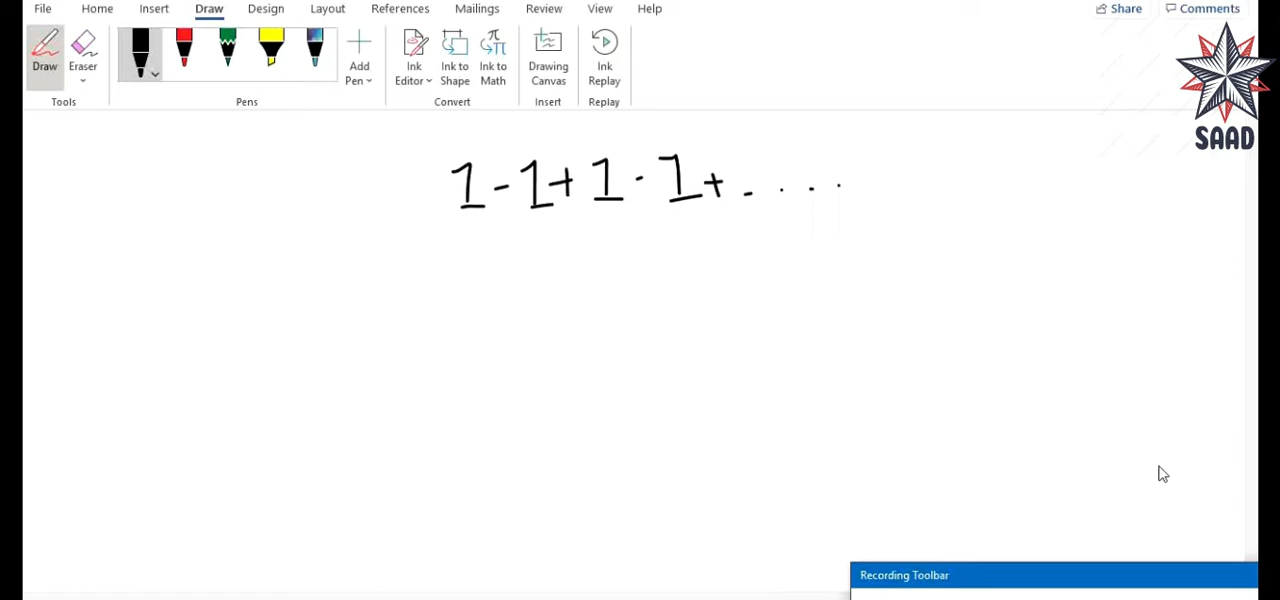 File Home Insert Draw Design Layout References Mailings Review View Help Share Comments
Draw Eraser Add Pen Ink Editor Ink to Shape Ink to Math Drawing Canvas Ink Replay
Tools Pens Convert Insert Replay
SAAD
1 - 1 + 1 - 1 + . . . .
Recording Toolbar